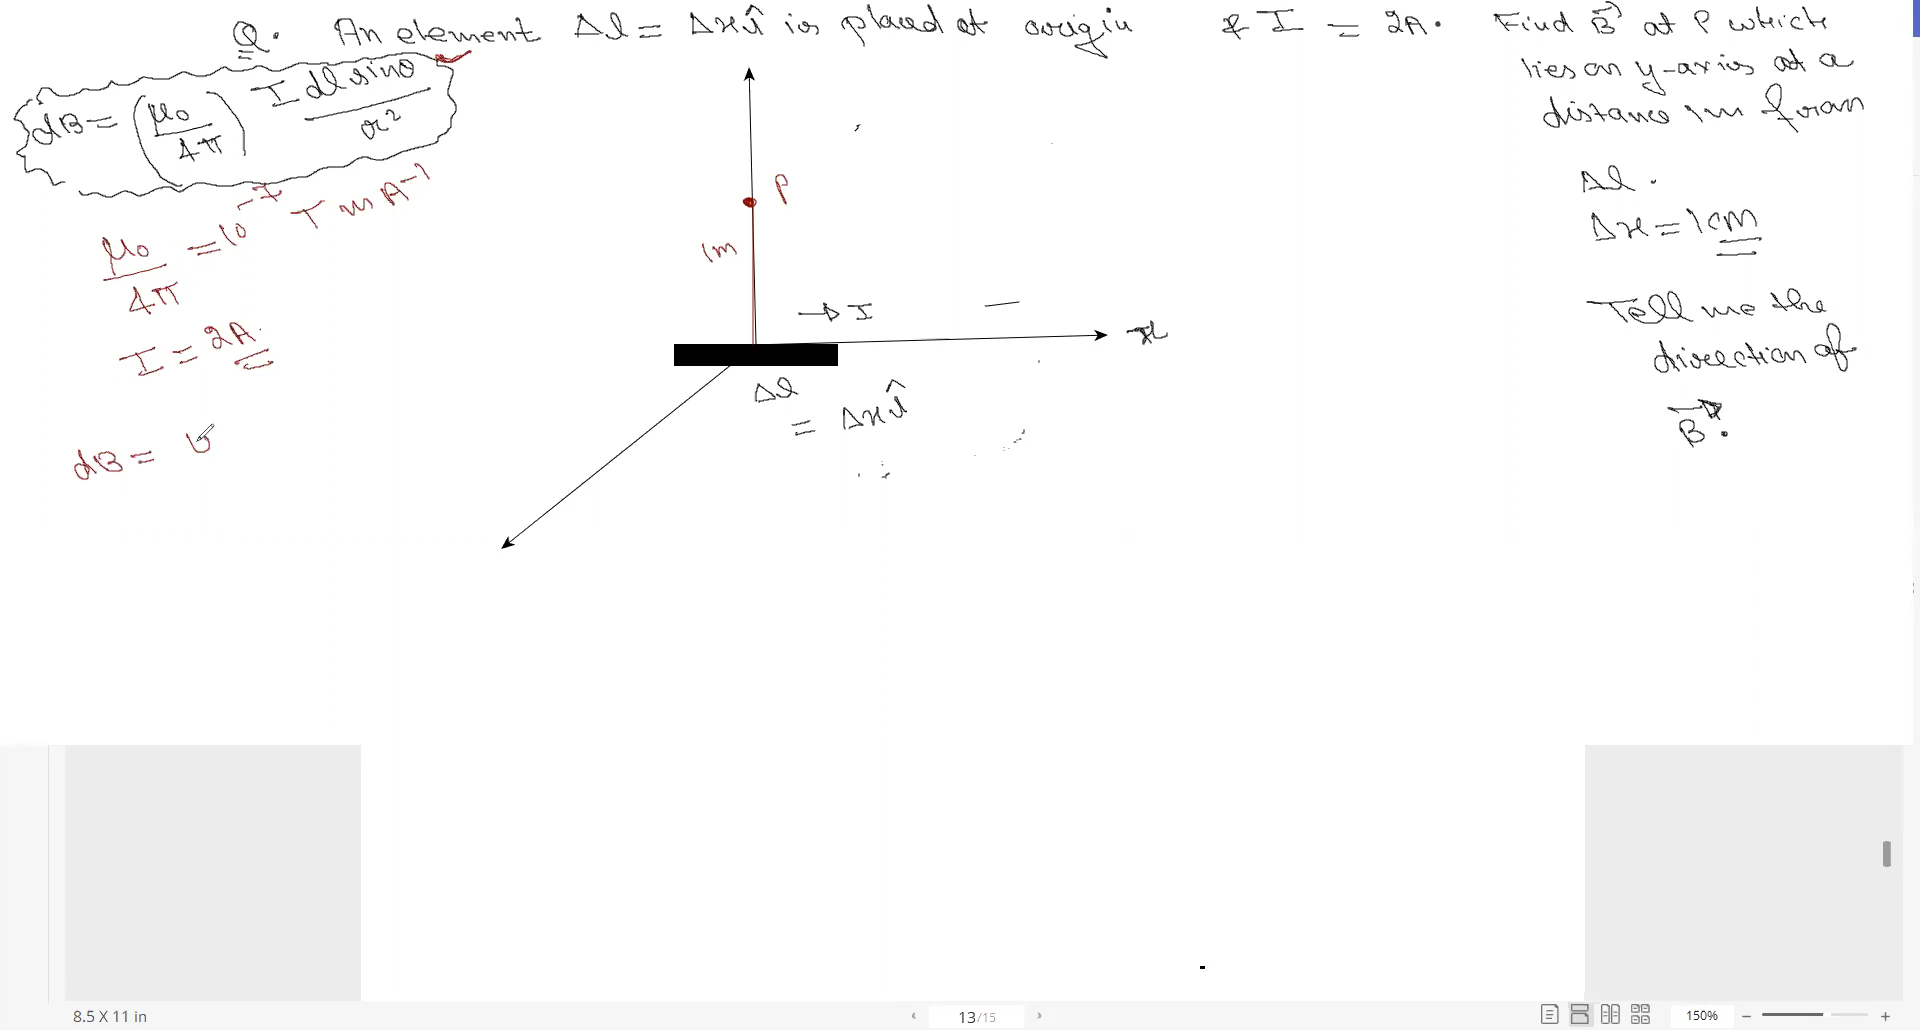 Q. An element Δl = Δx î is placed at origin & I = 2A. Find B⃗ at P which
lies on y-axis at a
distance 1m from
Δl.
Δx = 1cm
Tell me the
direction of
B⃗.
dB = (μ₀/4π) I dl sinθ / r²
μ₀/4π = 10⁻⁷ T m A⁻¹
I = 2A.
dB =
P
1m
→ I
x
Δl
= Δx î
8.5 X 11 in
13/15
150%